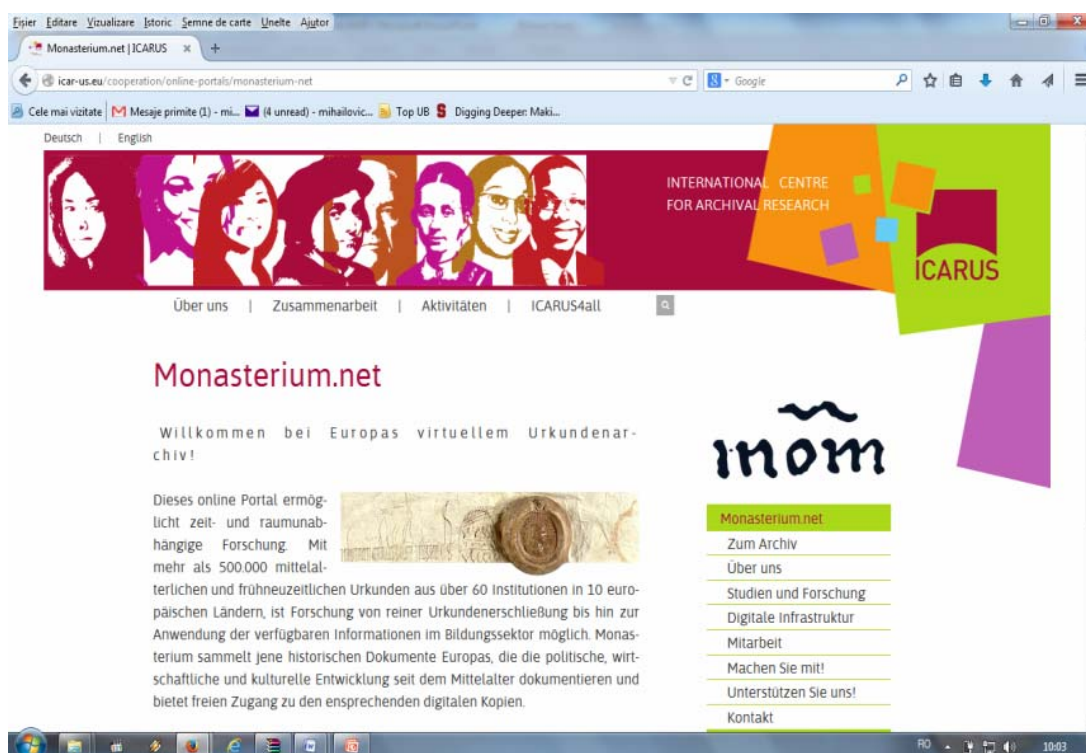 Fișier Editare Vizualizare Istoric Semne de carte Unelte Ajutor
Monasterium.net | ICARUS
icar-us.eu/cooperation/online-portals/monasterium-net
Google
Cele mai vizitate
Mesaje primite (1) - mi...
(4 unread) - mihailovic...
Top UB
Digging Deeper: Maki...
Deutsch | English
INTERNATIONAL CENTRE
FOR ARCHIVAL RESEARCH
ICARUS
Über uns | Zusammenarbeit | Aktivitäten | ICARUS4all
Monasterium.net
Willkommen bei Europas virtuellem Urkundenar-
chiv!
Dieses online Portal ermög-
licht zeit- und raumunab-
hängige Forschung. Mit
mehr als 500.000 mittelal-
terlichen und frühneuzeitlichen Urkunden aus über 60 Institutionen in 10 euro-
päischen Ländern, ist Forschung von reiner Urkundenerschließung bis hin zur
Anwendung der verfügbaren Informationen im Bildungssektor möglich. Monas-
terium sammelt jene historischen Dokumente Europas, die die politische, wirt-
schaftliche und kulturelle Entwicklung seit dem Mittelalter dokumentieren und
bietet freien Zugang zu den ensprechenden digitalen Kopien.
mom
Monasterium.net
Zum Archiv
Über uns
Studien und Forschung
Digitale Infrastruktur
Mitarbeit
Machen Sie mit!
Unterstützen Sie uns!
Kontakt
RO
10:03